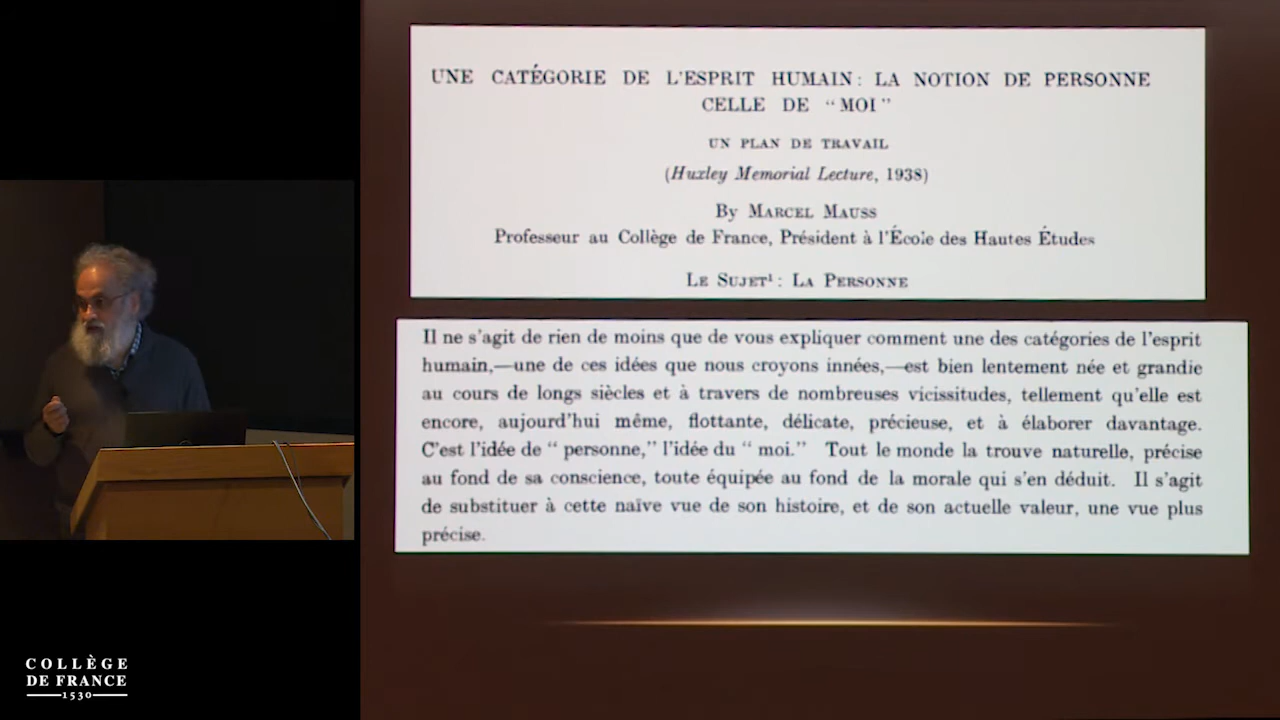 UNE CATÉGORIE DE L'ESPRIT HUMAIN: LA NOTION DE PERSONNE
CELLE DE "MOI"
UN PLAN DE TRAVAIL
(Huxley Memorial Lecture, 1938)
By MARCEL MAUSS
Professeur au Collège de France, Président à l'École des Hautes Études
LE SUJET¹: LA PERSONNE
Il ne s'agit de rien de moins que de vous expliquer comment une des catégories de l'esprit
humain,—une de ces idées que nous croyons innées,—est bien lentement née et grandie
au cours de longs siècles et à travers de nombreuses vicissitudes, tellement qu'elle est
encore, aujourd'hui même, flottante, délicate, précieuse, et à élaborer davantage.
C'est l'idée de "personne," l'idée du "moi." Tout le monde la trouve naturelle, précise
au fond de sa conscience, toute équipée au fond de la morale qui s'en déduit. Il s'agit
de substituer à cette naïve vue de son histoire, et de son actuelle valeur, une vue plus
précise.
COLLÈGE
DE FRANCE
1530